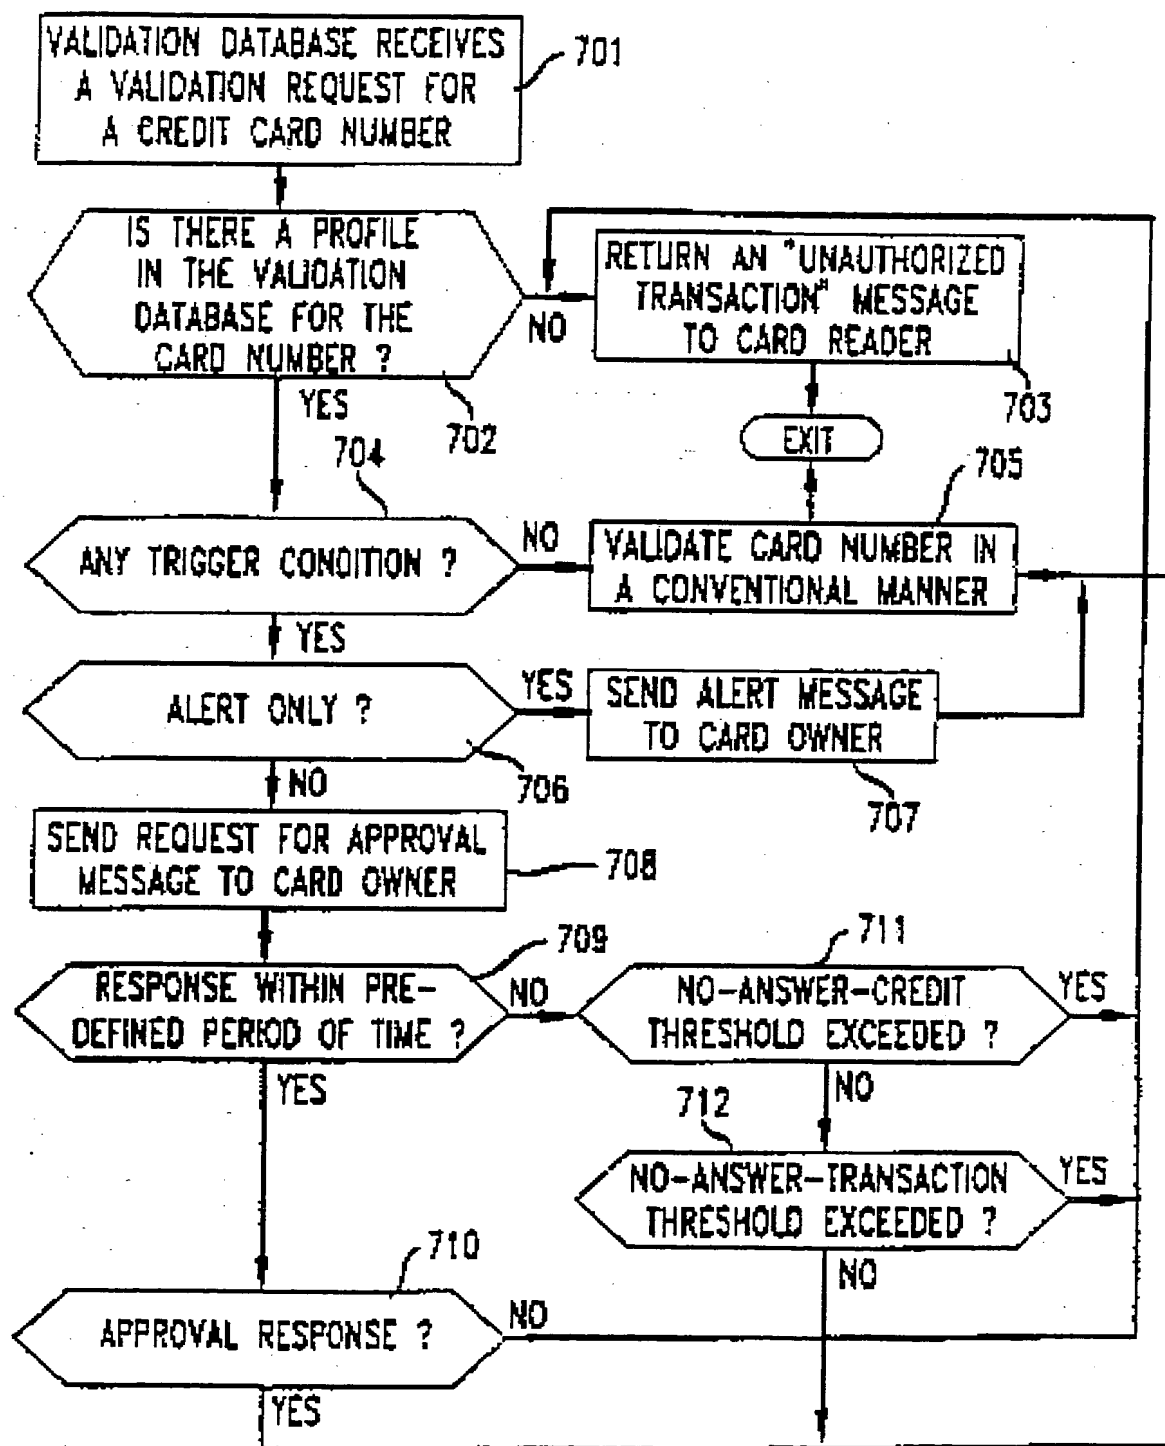 VALIDATION DATABASE RECEIVES
A VALIDATION REQUEST FOR
A CREDIT CARD NUMBER
701
IS THERE A PROFILE
IN THE VALIDATION
DATABASE FOR THE
CARD NUMBER ?
702
NO
YES
RETURN AN "UNAUTHORIZED
TRANSACTION" MESSAGE
TO CARD READER
703
EXIT
704
ANY TRIGGER CONDITION ?
NO
YES
705
VALIDATE CARD NUMBER IN
A CONVENTIONAL MANNER
ALERT ONLY ?
706
YES
NO
SEND ALERT MESSAGE
TO CARD OWNER
707
SEND REQUEST FOR APPROVAL
MESSAGE TO CARD OWNER
708
709
RESPONSE WITHIN PRE-
DEFINED PERIOD OF TIME ?
NO
YES
711
NO-ANSWER-CREDIT
THRESHOLD EXCEEDED ?
YES
NO
712
NO-ANSWER-TRANSACTION
THRESHOLD EXCEEDED ?
YES
NO
710
APPROVAL RESPONSE ?
NO
YES